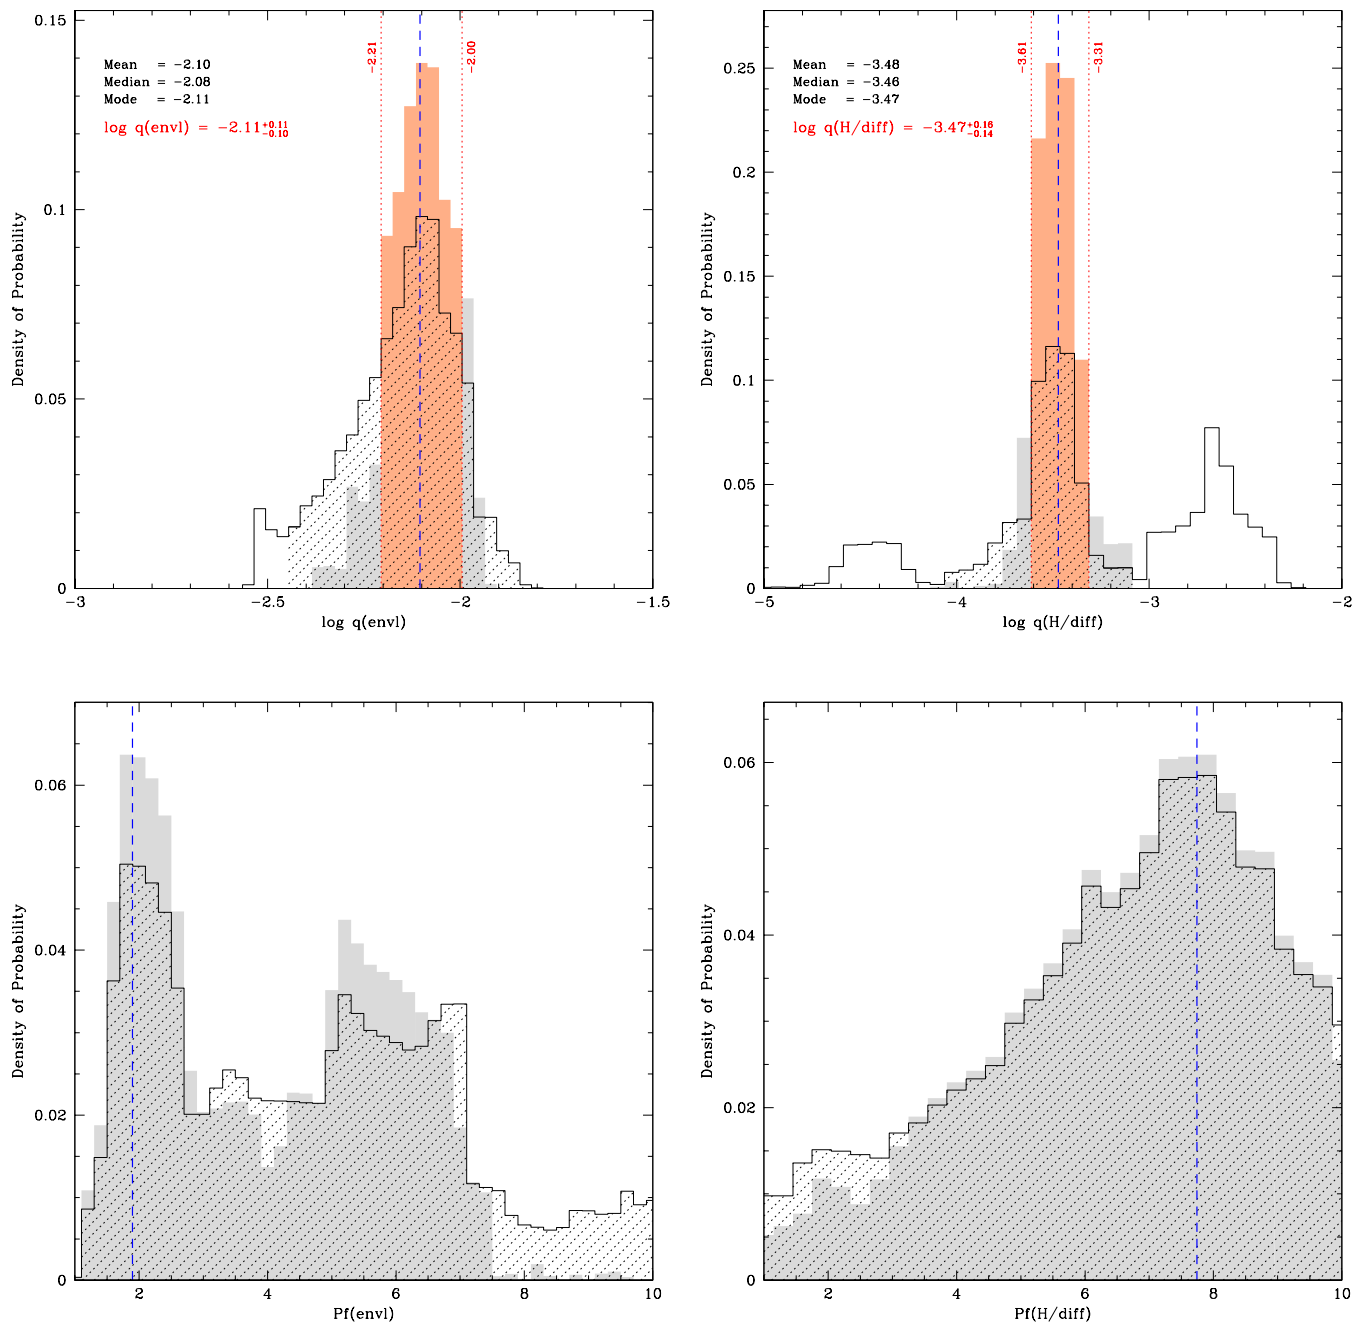 0.15
−2.21
−2.00
Mean = −2.10
Median = −2.08
Mode = −2.11
log q(envl) = −2.11+0.11−0.10
0.1
0.05
0
Density of Probability
−3
−2.5
−2
−1.5
log q(envl)
−3.61
−3.31
0.25
Mean = −3.48
Median = −3.46
Mode = −3.47
log q(H/diff) = −3.47+0.16−0.14
0.2
0.15
0.1
0.05
0
Density of Probability
−5
−4
−3
−2
log q(H/diff)
0.06
0.04
0.02
0
Density of Probability
2
4
6
8
10
Pf(envl)
0.06
0.04
0.02
0
Density of Probability
2
4
6
8
10
Pf(H/diff)